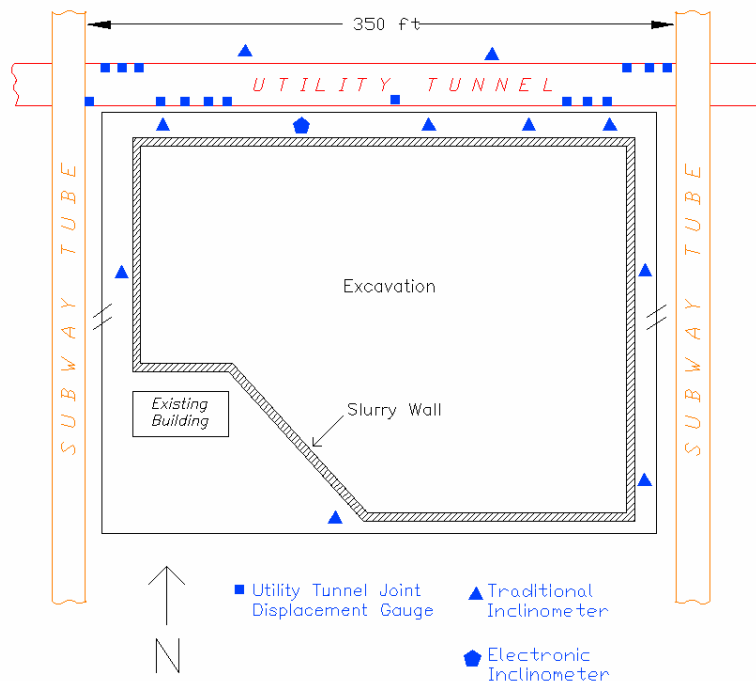 350 ft
UTILITY TUNNEL
SUBWAY TUBE
SUBWAY TUBE
Excavation
Existing
Building
Slurry Wall
N
Utility Tunnel Joint
Displacement Gauge
Traditional
Inclinometer
Electronic
Inclinometer